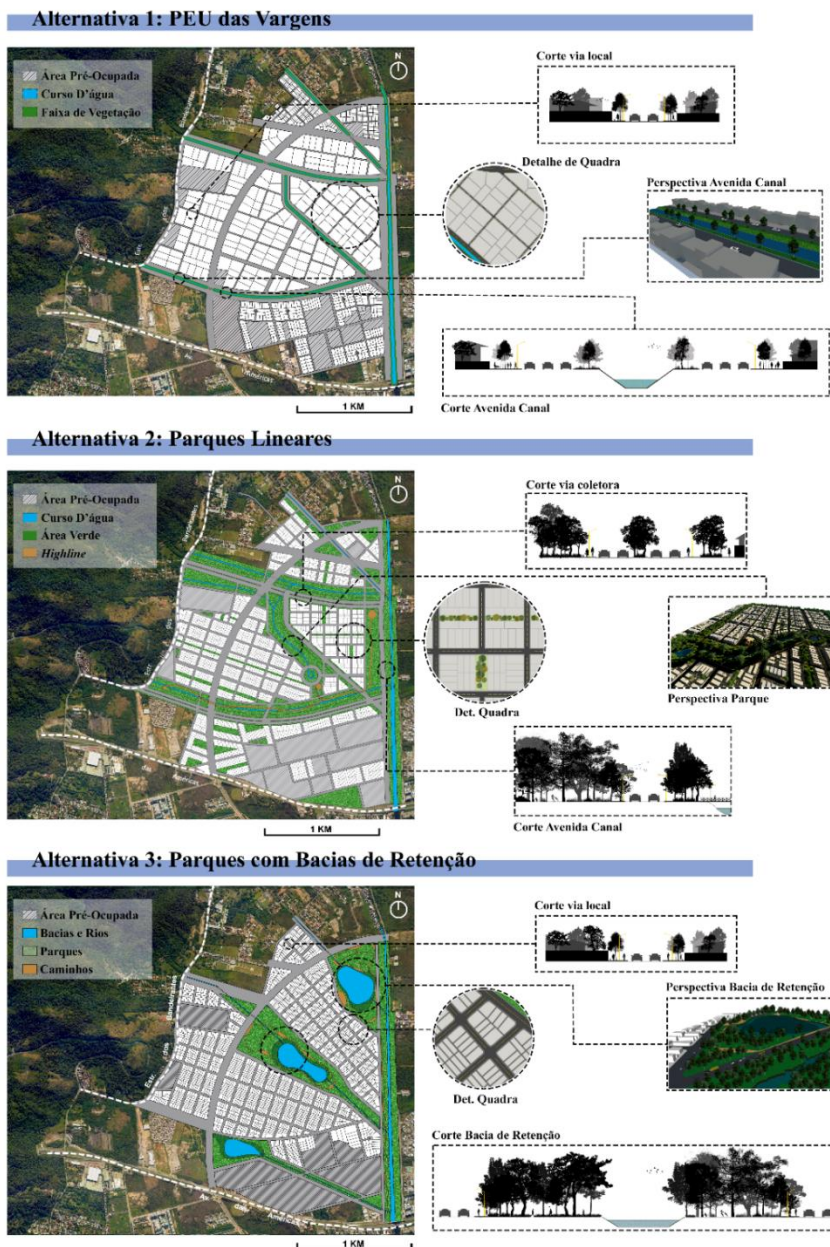 Alternativa 1: PEU das Vargens
N
Área Pré-Ocupada
Curso D'água
Faixa de Vegetação
Corte via local
Detalhe de Quadra
Perspectiva Avenida Canal
Corte Avenida Canal
1 KM
Alternativa 2: Parques Lineares
N
Área Pré-Ocupada
Curso D'água
Área Verde
Highline
Corte via coletora
Det. Quadra
Perspectiva Parque
Corte Avenida Canal
1 KM
Alternativa 3: Parques com Bacias de Retenção
N
Área Pré-Ocupada
Bacias e Rios
Parques
Caminhos
Corte via local
Perspectiva Bacia de Retenção
Det. Quadra
Corte Bacia de Retenção
1 KM